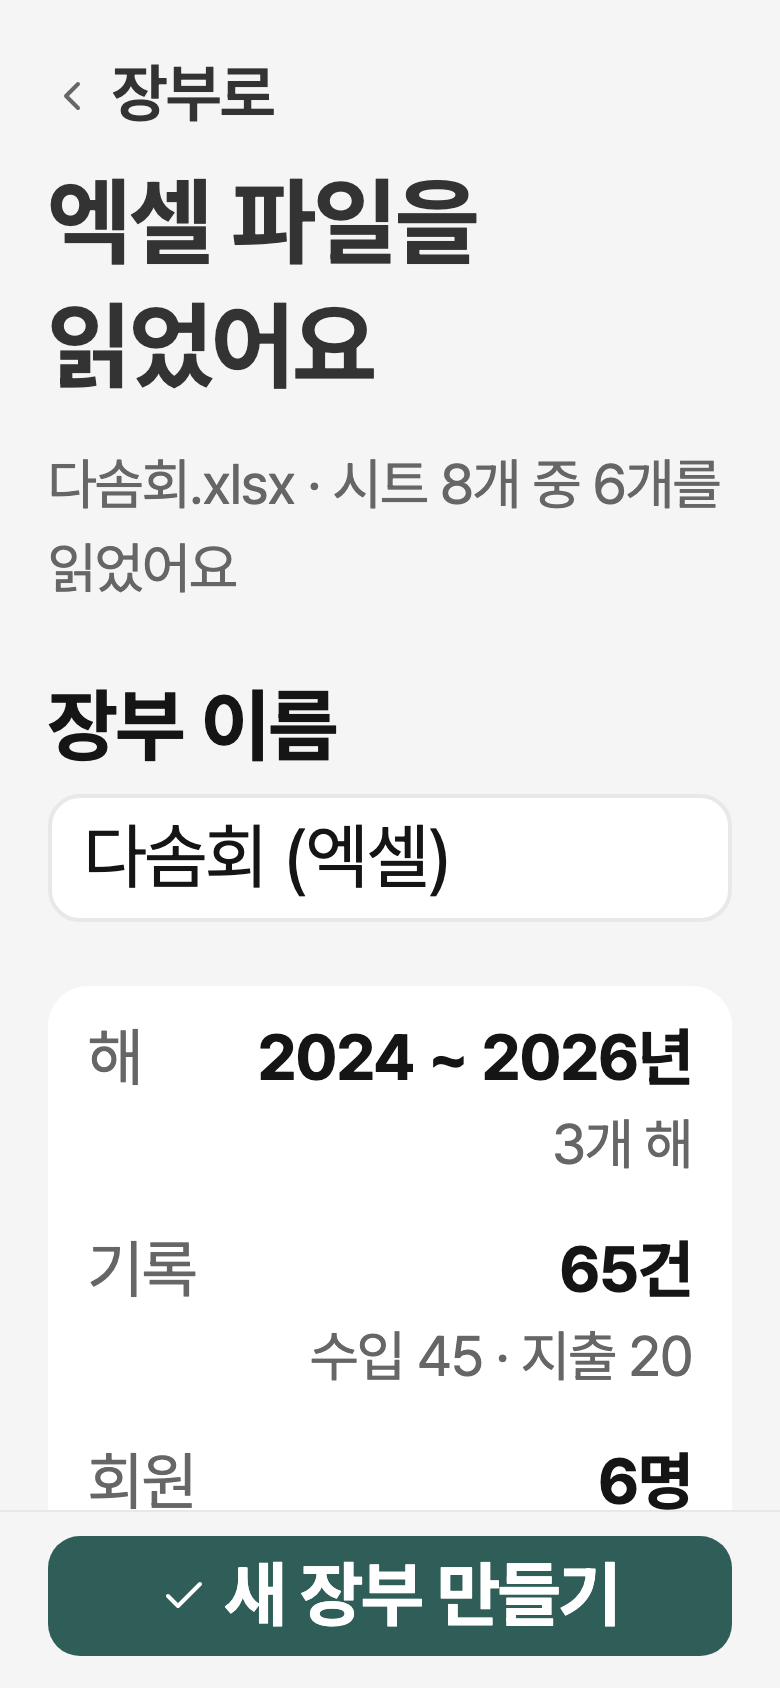 장부로
엑셀 파일을
읽었어요
다솜회.xlsx · 시트 8개 중 6개를
읽었어요
장부 이름
다솜회 (엑셀)
해 2024 ~ 2026년
3개 해
기록 65건
수입 45 · 지출 20
회원 6명
새 장부 만들기